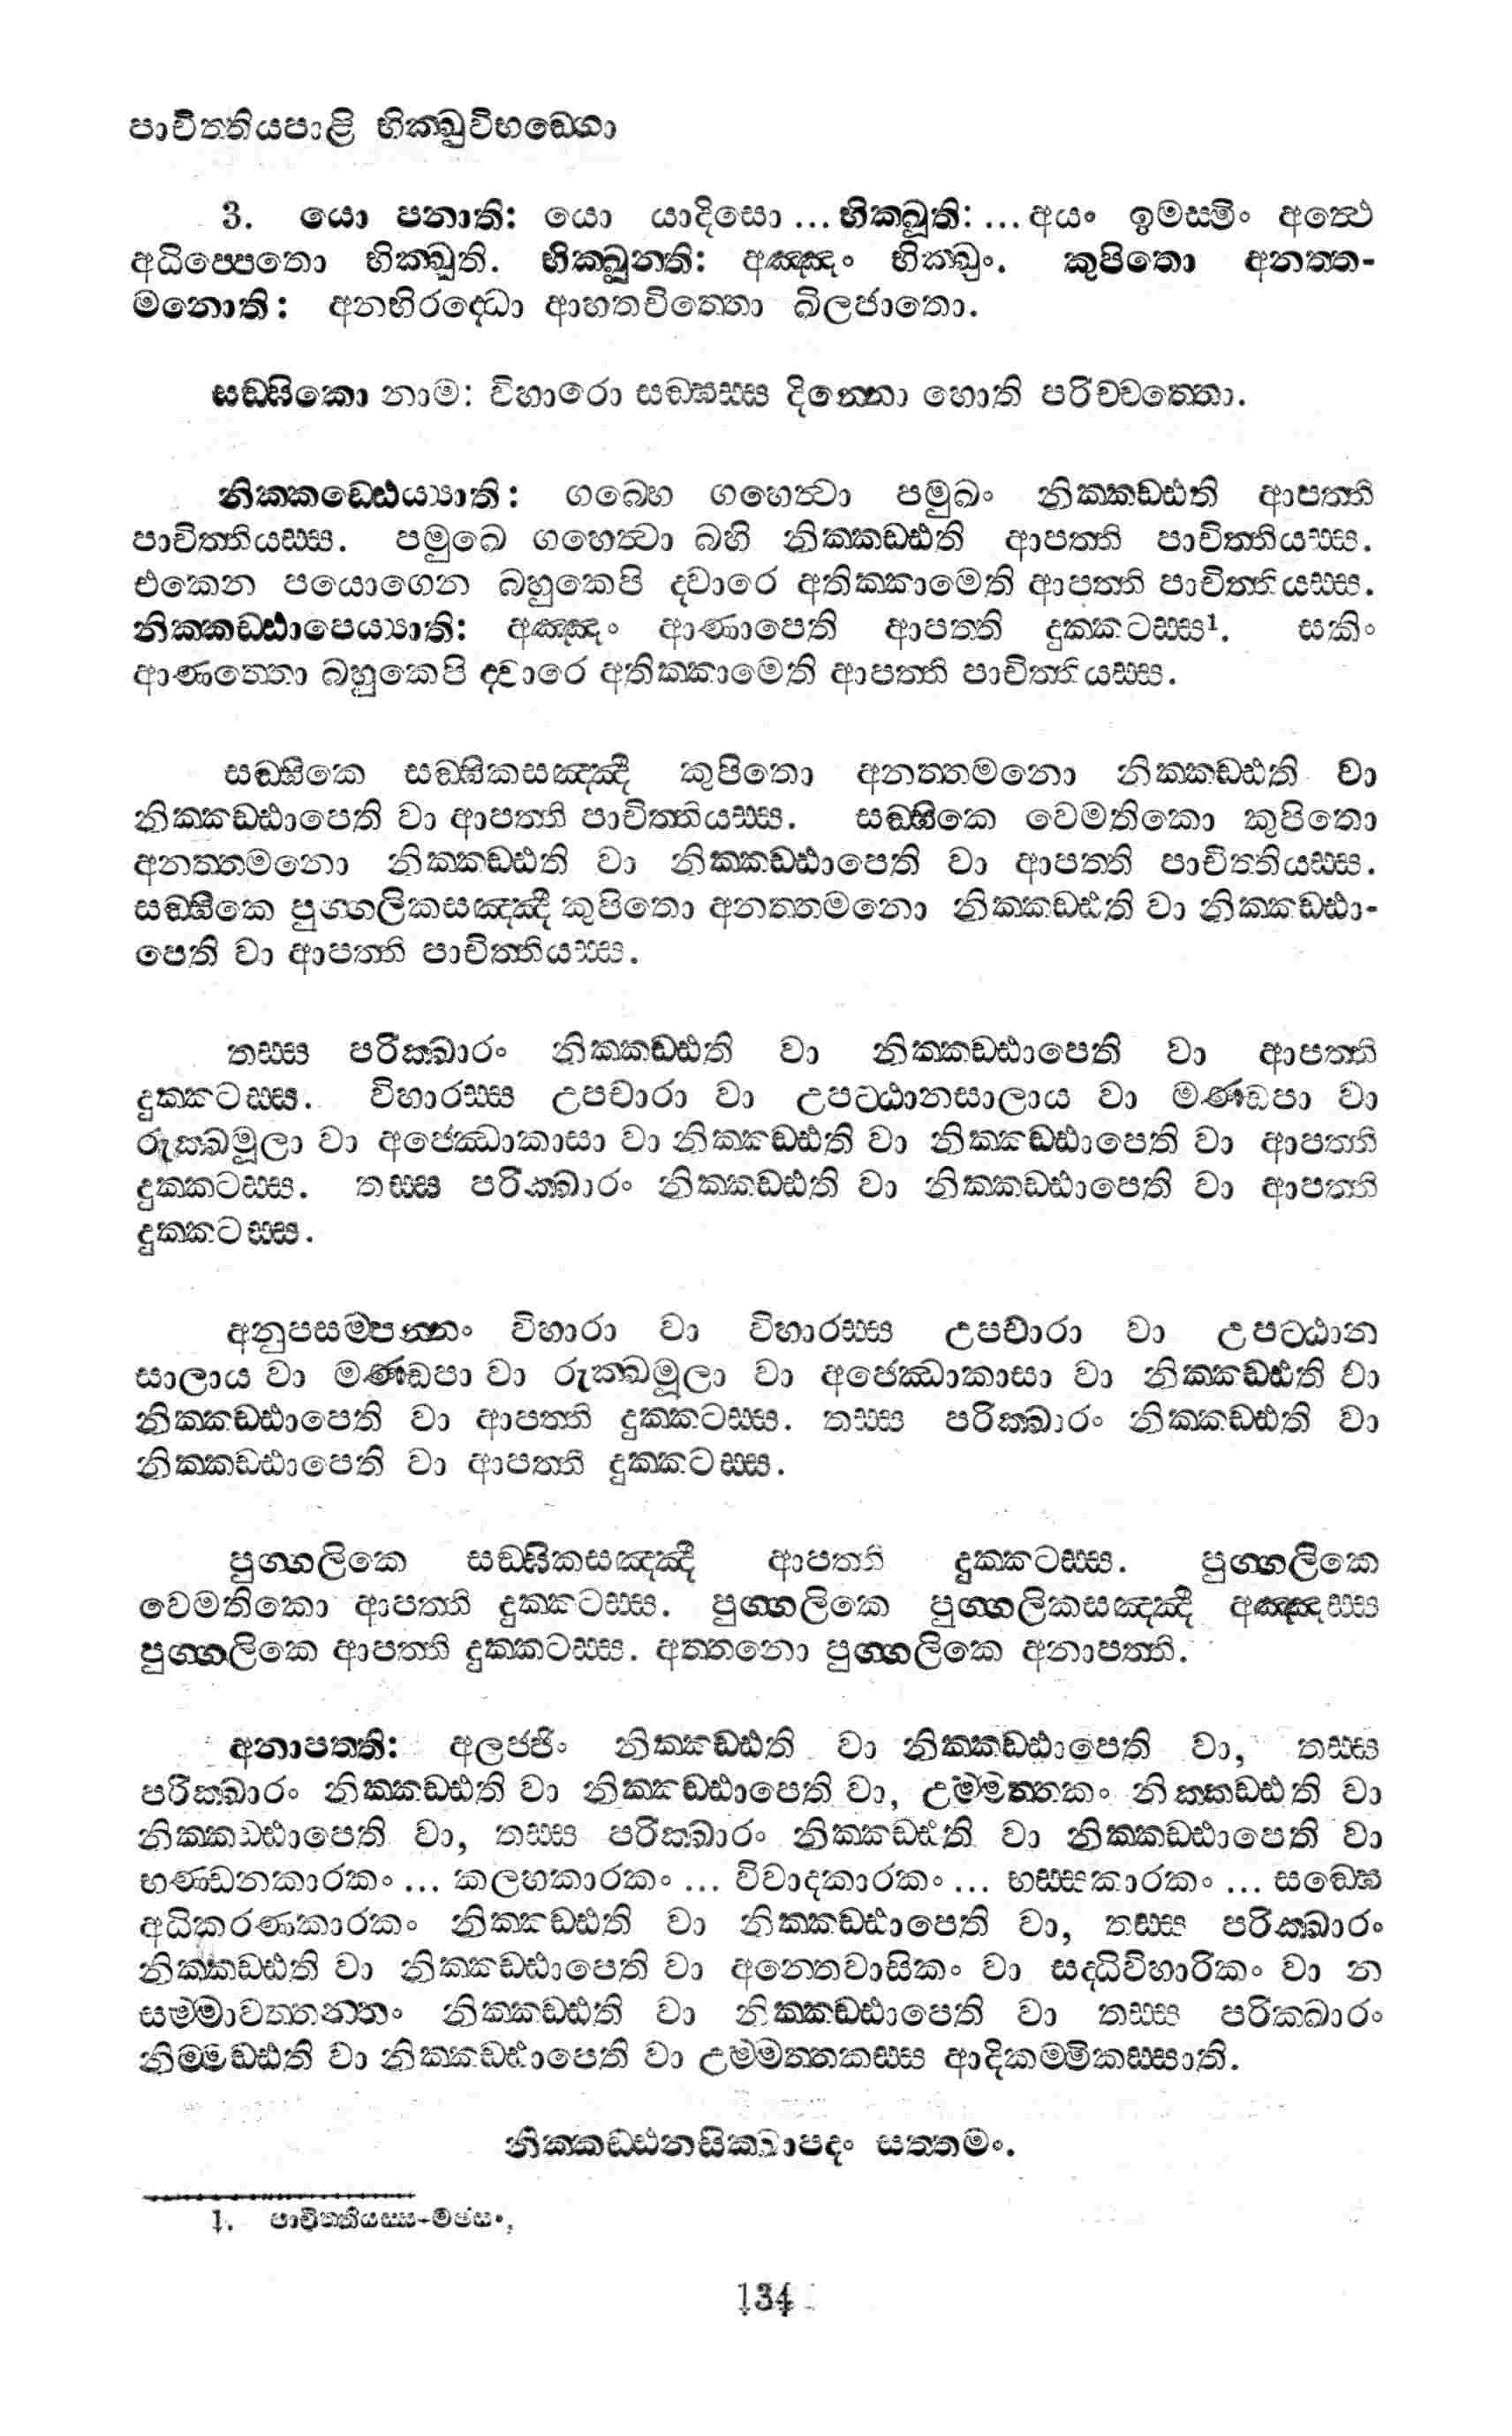 පාචිත්තියපාළි භික්ඛුවිභඞ්ගො
3. යො පනාති: යො යාදිසො ... භික්ඛූති: ... අයං ඉමස්මිං අත්ථෙ
අධිප්පෙතො භික්ඛූති. භික්ඛුන්ති: අඤ්ඤං භික්ඛුං. කුපිතො අනත්ත-
මනොති: අනභිරද්ධො ආහතචිත්තො ඛිලජාතො.
සඞ්ඝිකො නාම: විහාරො සඞ්ඝස්ස දින්නො හොති පරිච්චත්තො.
නික්කඩ්ඪෙය්‍යාති: ගබ්භෙ ගහෙත්‍වා පමුඛං නික්කඩ්ඪති ආපත්ති
පාචිත්තියස්ස. පමුඛෙ ගහෙත්‍වා බහි නික්කඩ්ඪති ආපත්ති පාචිත්තියස්ස.
එකෙන පයොගෙන බහුකෙපි ද්වාරෙ අතික්කාමෙති ආපත්ති පාචිත්තියස්ස.
නික්කඩ්ඪාපෙය්‍යාති: අඤ්ඤං ආණාපෙති ආපත්ති දුක්කටස්ස¹. සකිං
ආණත්තො බහුකෙපි ද්වාරෙ අතික්කාමෙති ආපත්ති පාචිත්තියස්ස.
සඞ්ඝිකෙ සඞ්ඝිකසඤ්ඤී කුපිතො අනත්තමනො නික්කඩ්ඪති වා
නික්කඩ්ඪාපෙති වා ආපත්ති පාචිත්තියස්ස. සඞ්ඝිකෙ වෙමතිකො කුපිතො
අනත්තමනො නික්කඩ්ඪති වා නික්කඩ්ඪාපෙති වා ආපත්ති පාචිත්තියස්ස.
සඞ්ඝිකෙ පුග්ගලිකසඤ්ඤී කුපිතො අනත්තමනො නික්කඩ්ඪති වා නික්කඩ්ඪා-
පෙති වා ආපත්ති පාචිත්තියස්ස.
තස්ස පරික්ඛාරං නික්කඩ්ඪති වා නික්කඩ්ඪාපෙති වා ආපත්ති
දුක්කටස්ස. විහාරස්ස උපචාරා වා උපට්ඨානසාලාය වා මණ්ඩපා වා
රුක්ඛමූලා වා අජ්ඣොකාසා වා නික්කඩ්ඪති වා නික්කඩ්ඪාපෙති වා ආපත්ති
දුක්කටස්ස. තස්ස පරික්ඛාරං නික්කඩ්ඪති වා නික්කඩ්ඪාපෙති වා ආපත්ති
දුක්කටස්ස.
අනුපසම්පන්නං විහාරා වා විහාරස්ස උපචාරා වා උපට්ඨාන
සාලාය වා මණ්ඩපා වා රුක්ඛමූලා වා අජ්ඣොකාසා වා නික්කඩ්ඪති වා
නික්කඩ්ඪාපෙති වා ආපත්ති දුක්කටස්ස. තස්ස පරික්ඛාරං නික්කඩ්ඪති වා
නික්කඩ්ඪාපෙති වා ආපත්ති දුක්කටස්ස.
පුග්ගලිකෙ සඞ්ඝිකසඤ්ඤී ආපත්ති දුක්කටස්ස. පුග්ගලිකෙ
වෙමතිකො ආපත්ති දුක්කටස්ස. පුග්ගලිකෙ පුග්ගලිකසඤ්ඤී අඤ්ඤස්ස
පුග්ගලිකෙ ආපත්ති දුක්කටස්ස. අත්තනො පුග්ගලිකෙ අනාපත්ති.
අනාපත්ති: අලජ්ජිං නික්කඩ්ඪති වා නික්කඩ්ඪාපෙති වා, තස්ස
පරික්ඛාරං නික්කඩ්ඪති වා නික්කඩ්ඪාපෙති වා, උම්මත්තකං නික්කඩ්ඪති වා
නික්කඩ්ඪාපෙති වා, තස්ස පරික්ඛාරං නික්කඩ්ඪති වා නික්කඩ්ඪාපෙති වා
භණ්ඩනකාරකං ... කලහකාරකං ... විවාදකාරකං ... භස්සකාරකං ... සඞ්ඝෙ
අධිකරණකාරකං නික්කඩ්ඪති වා නික්කඩ්ඪාපෙති වා, තස්ස පරික්ඛාරං
නික්කඩ්ඪති වා නික්කඩ්ඪාපෙති වා අන්තෙවාසිකං වා සද්ධිවිහාරිකං වා න
සම්මාවත්තන්තං නික්කඩ්ඪති වා නික්කඩ්ඪාපෙති වා තස්ස පරික්ඛාරං
නිම්මඩ්ඪති වා නික්කඩ්ඪාපෙති වා උම්මත්තකස්ස ආදිකම්මිකස්සාති.
නික්කඩ්ඪනසික්ඛාපදං සත්තමං.
1. පාචිත්තියස්ස-මජසං,
134